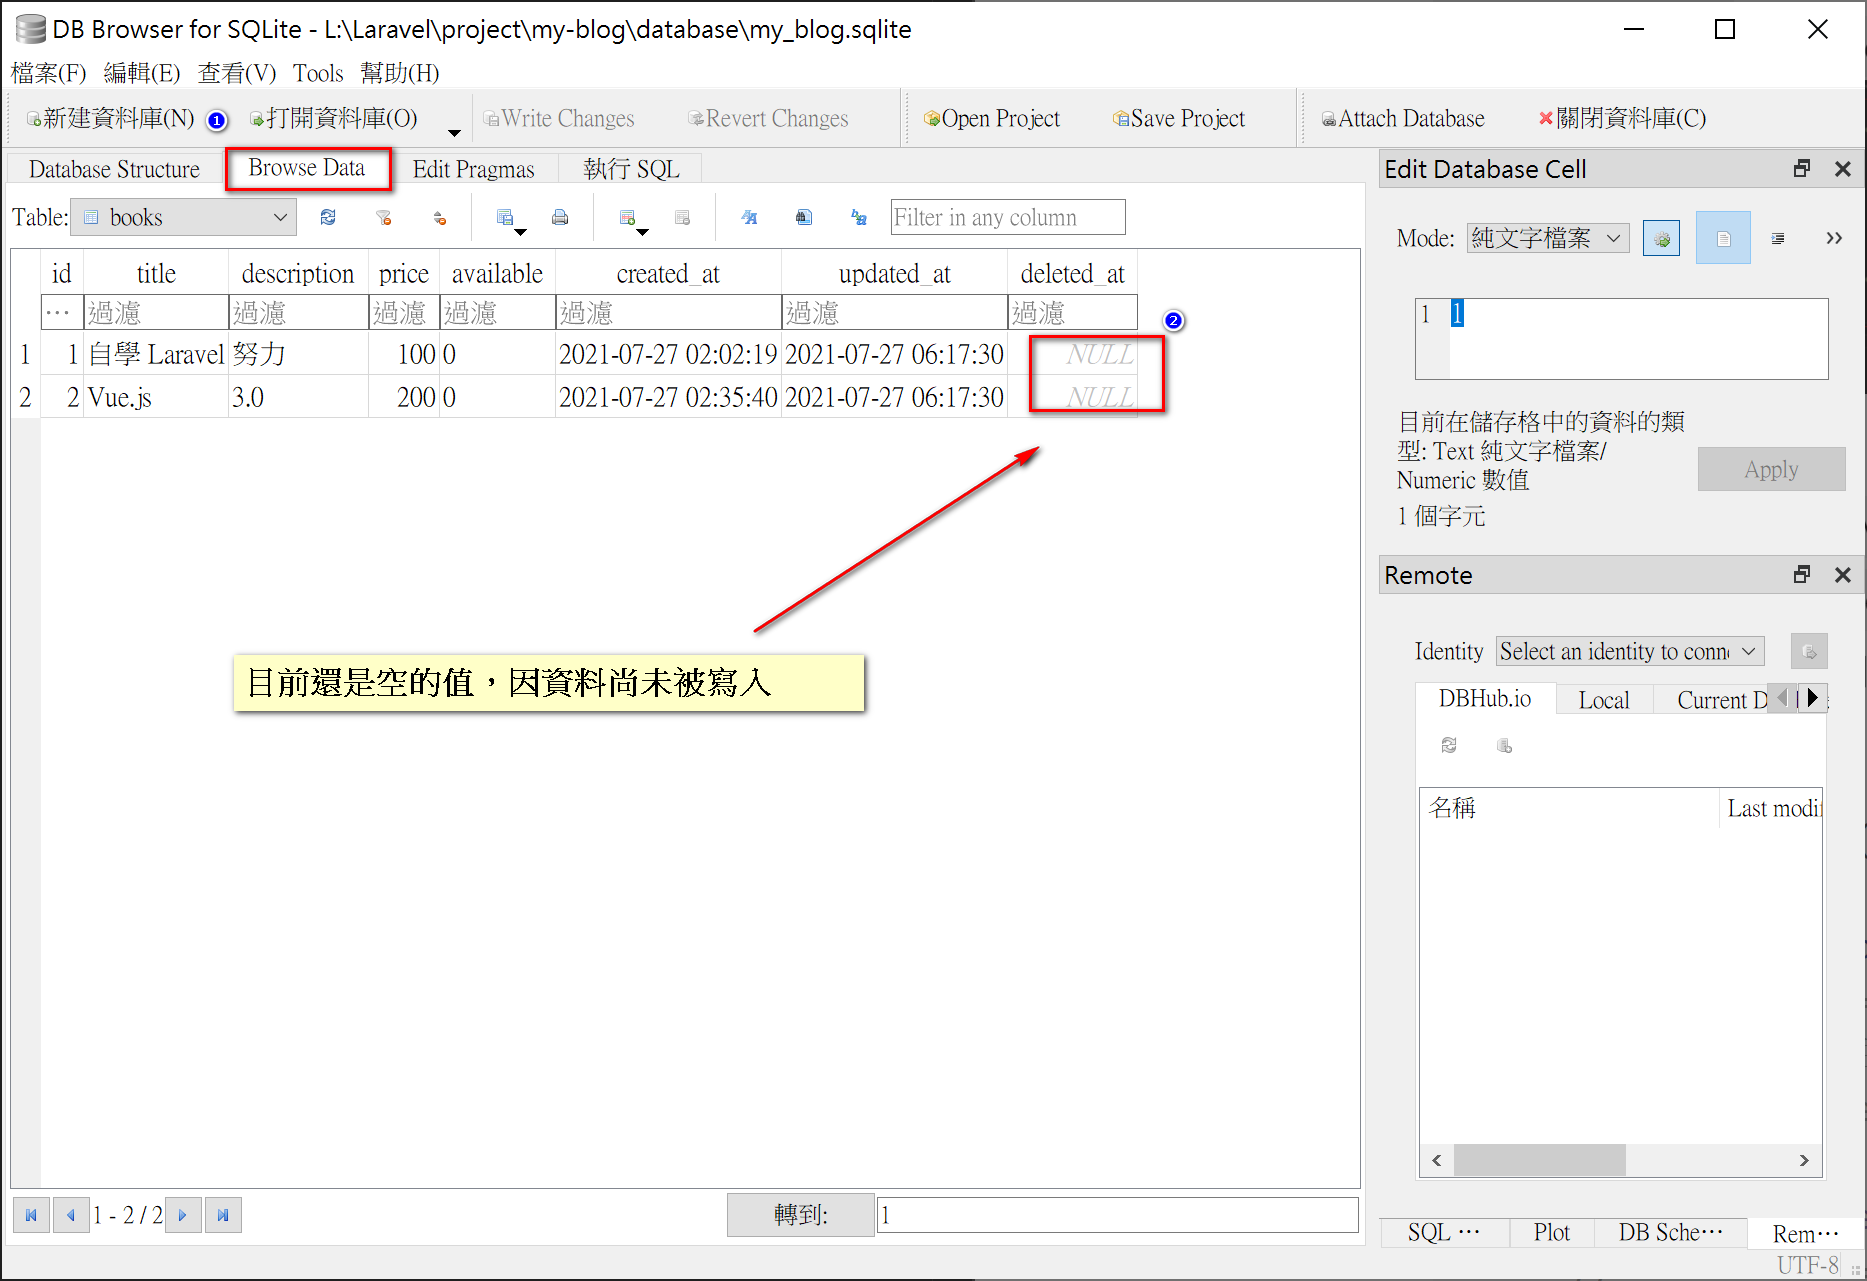 DB Browser for SQLite - L:\Laravel\project\my-blog\database\my_blog.sqlite
檔案(F) 編輯(E) 查看(V) Tools 幫助(H)
新建資料庫(N) 1 打開資料庫(O) Write Changes Revert Changes Open Project Save Project Attach Database 關閉資料庫(C)
Database Structure Browse Data Edit Pragmas 執行 SQL
Table: books Filter in any column
id title description price available created_at updated_at deleted_at
... 過濾 過濾 過濾 過濾 過濾 過濾 過濾
2
1 1 自學 Laravel 努力 100 0 2021-07-27 02:02:19 2021-07-27 06:17:30 NULL
2 2 Vue.js 3.0 200 0 2021-07-27 02:35:40 2021-07-27 06:17:30 NULL
目前還是空的值，因資料尚未被寫入
1 - 2 / 2 轉到: 1
Edit Database Cell
Mode: 純文字檔案
1 1
目前在儲存格中的資料的類
型: Text 純文字檔案/
Numeric 數值
1 個字元
Apply
Remote
Identity Select an identity to conn
DBHub.io Local Current D
名稱 Last modi
SQL ... Plot DB Sche... Rem...
UTF-8